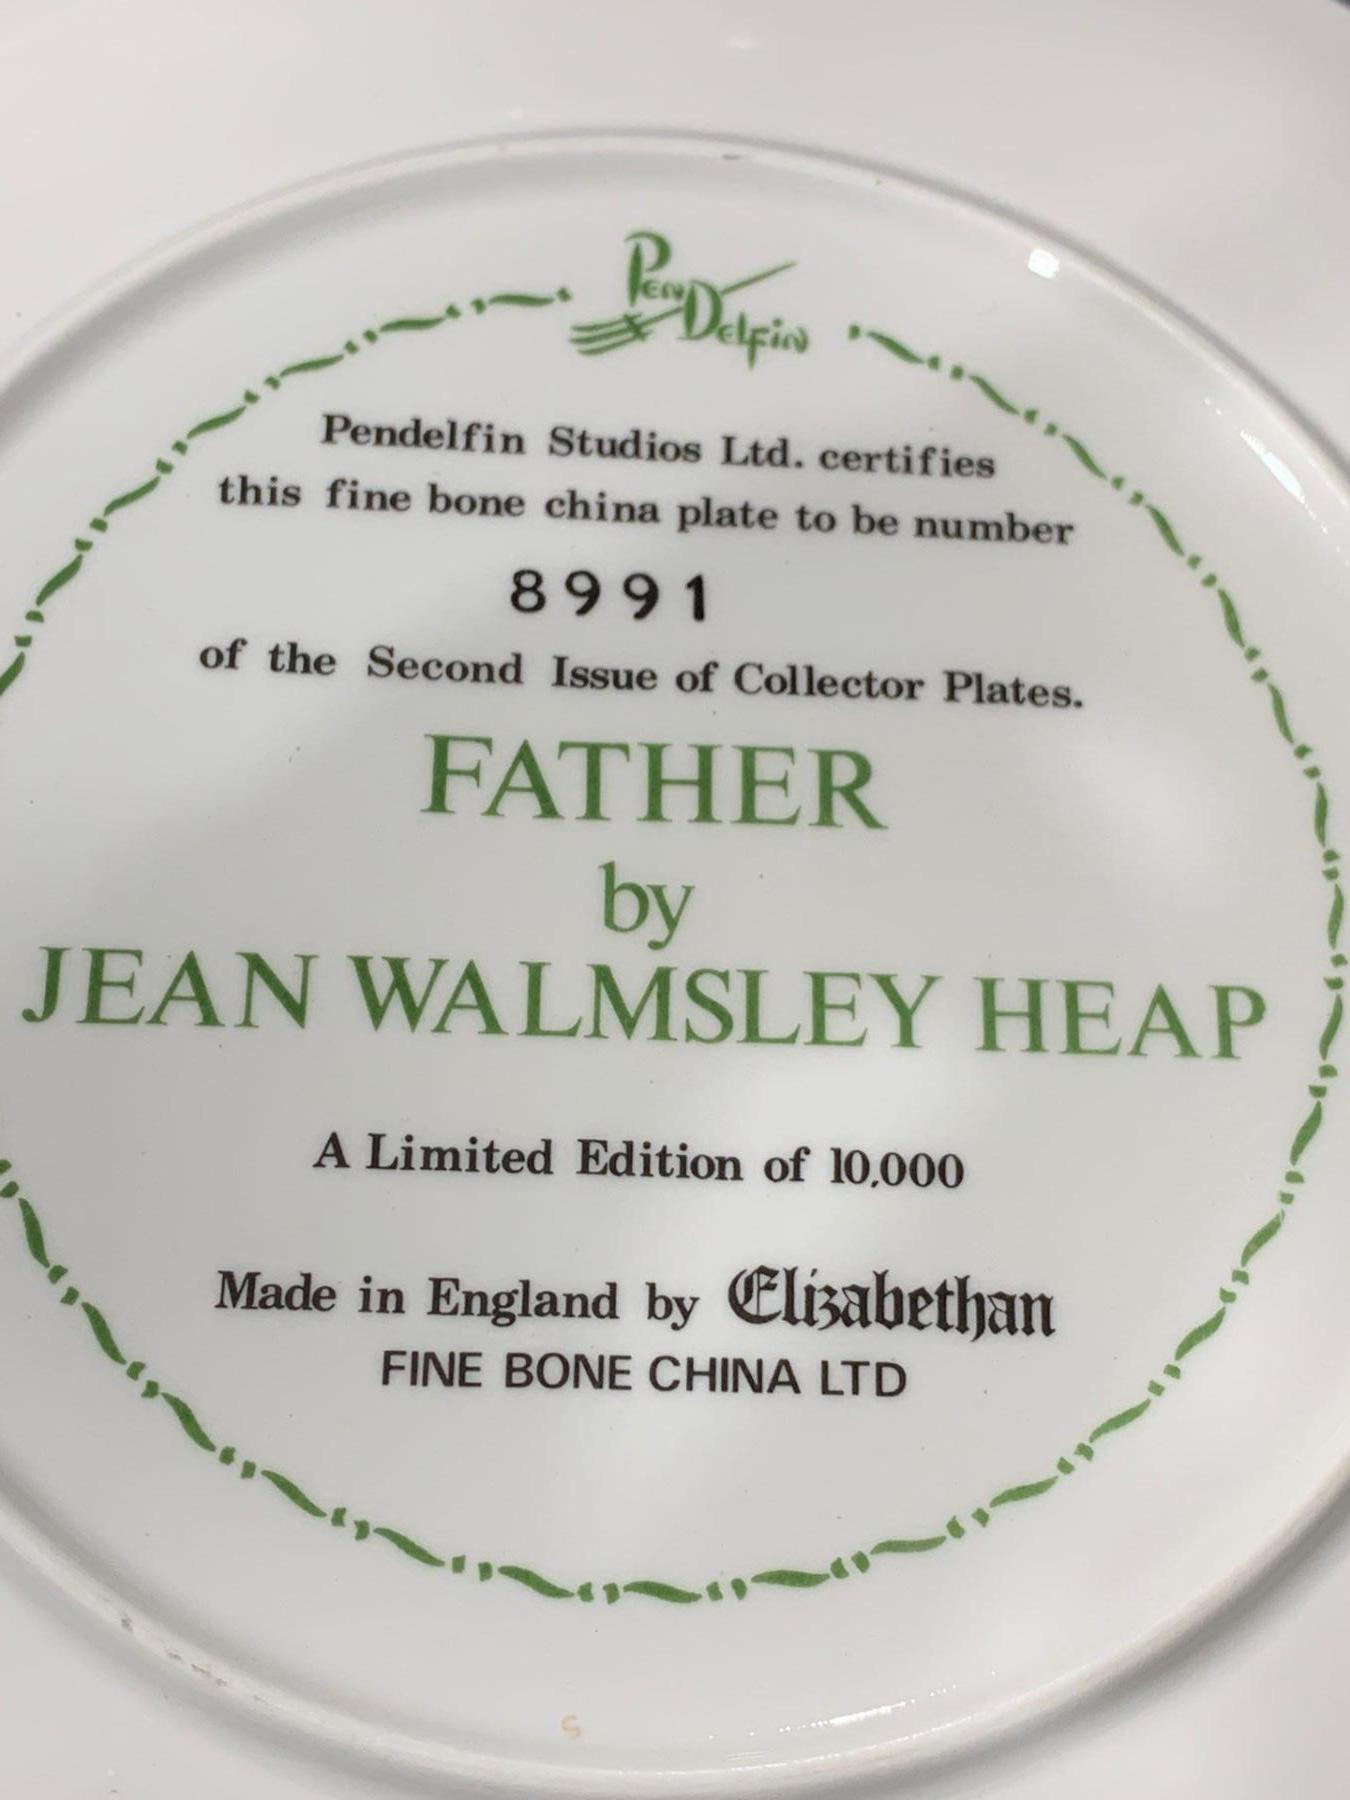 PenDelfin
Pendelfin Studios Ltd. certifies
this fine bone china plate to be number
8991
of the Second Issue of Collector Plates.
FATHER
by
JEAN WALMSLEY HEAP
A Limited Edition of 10,000
Made in England by Elizabethan
FINE BONE CHINA LTD
5